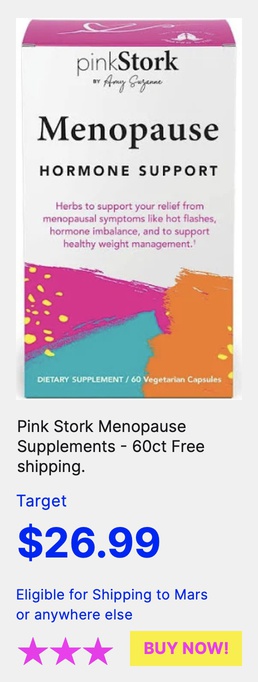 pinkStork
BY Amy Suzanne
Menopause
HORMONE SUPPORT
Herbs to support your relief from
menopausal symptoms like hot flashes,
hormone imbalance, and to support
healthy weight management.†
DIETARY SUPPLEMENT / 60 Vegetarian Capsules
Pink Stork Menopause
Supplements - 60ct Free
shipping.
Target
$26.99
Eligible for Shipping to Mars
or anywhere else
BUY NOW!